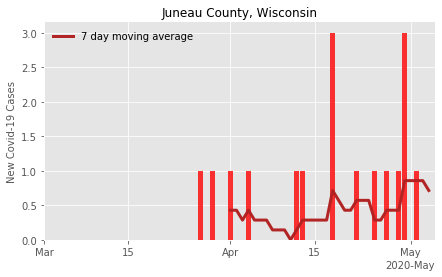 Juneau County, Wisconsin
7 day moving average
New Covid-19 Cases
3.0
2.5
2.0
1.5
1.0
0.5
0.0
Mar
15
Apr
15
May
2020-May